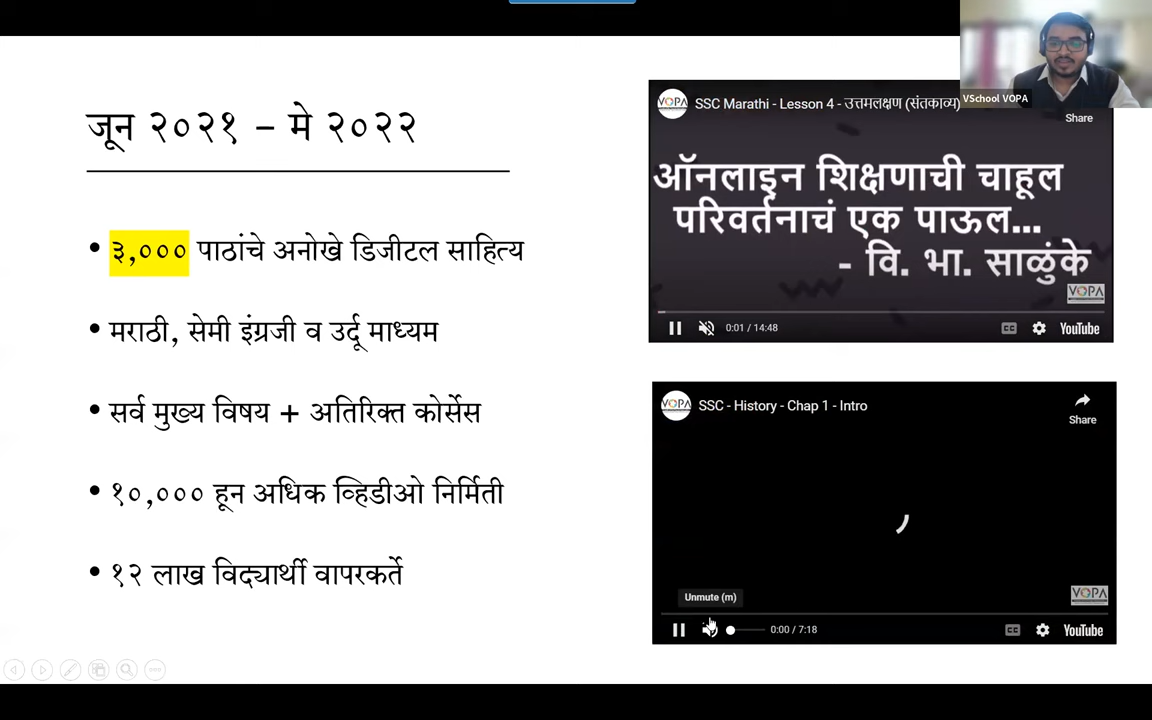 VSchool VOPA
जून २०२१ – मे २०२२
• ३,००० पाठांचे अनोखे डिजीटल साहित्य
• मराठी, सेमी इंग्रजी व उर्दू माध्यम
• सर्व मुख्य विषय + अतिरिक्त कोर्सेस
• १०,००० हून अधिक व्हिडीओ निर्मिती
• १२ लाख विद्यार्थी वापरकर्ते
VOPA SSC Marathi - Lesson 4 - उत्तमलक्षण (संतकाव्य)
Share
ऑनलाइन शिक्षणाची चाहूल
परिवर्तनाचं एक पाऊल...
- वि. भा. साळुंके
VOPA
0:01 / 14:48 CC YouTube
VOPA SSC - History - Chap 1 - Intro
Share
VOPA
Unmute (m)
0:00 / 7:18 CC YouTube